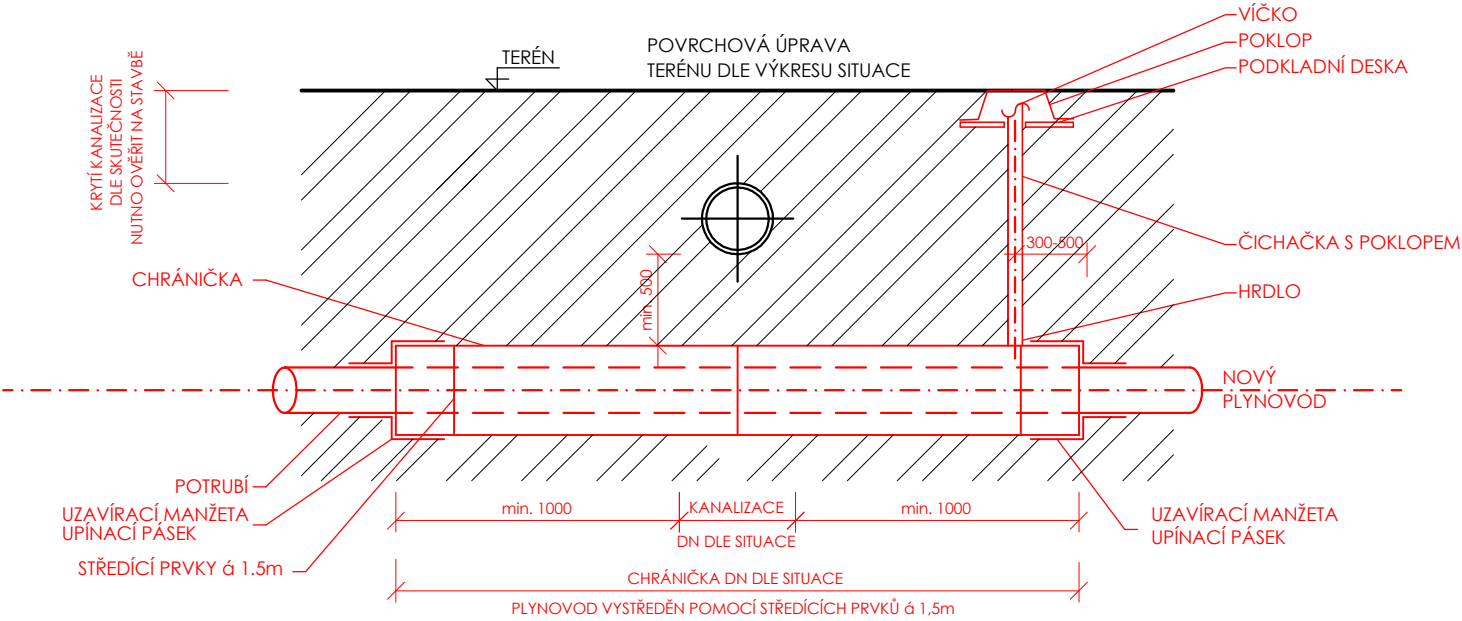 VÍČKO
POKLOP
PODKLADNÍ DESKA
POVRCHOVÁ ÚPRAVA
TERÉNU DLE VÝKRESU SITUACE
TERÉN
KRYTÍ KANALIZACE
DLE SKUTEČNOSTI
NUTNO OVĚŘIT NA STAVBĚ
300-500
ČICHAČKA S POKLOPEM
CHRÁNIČKA
min. 500
HRDLO
NOVÝ
PLYNOVOD
POTRUBÍ
UZAVÍRACÍ MANŽETA
UPÍNACÍ PÁSEK
STŘEDÍCÍ PRVKY á 1.5m
min. 1000
KANALIZACE
min. 1000
DN DLE SITUACE
UZAVÍRACÍ MANŽETA
UPÍNACÍ PÁSEK
CHRÁNIČKA DN DLE SITUACE
PLYNOVOD VYSTŘEDĚN POMOCÍ STŘEDÍCÍCH PRVKŮ á 1,5m